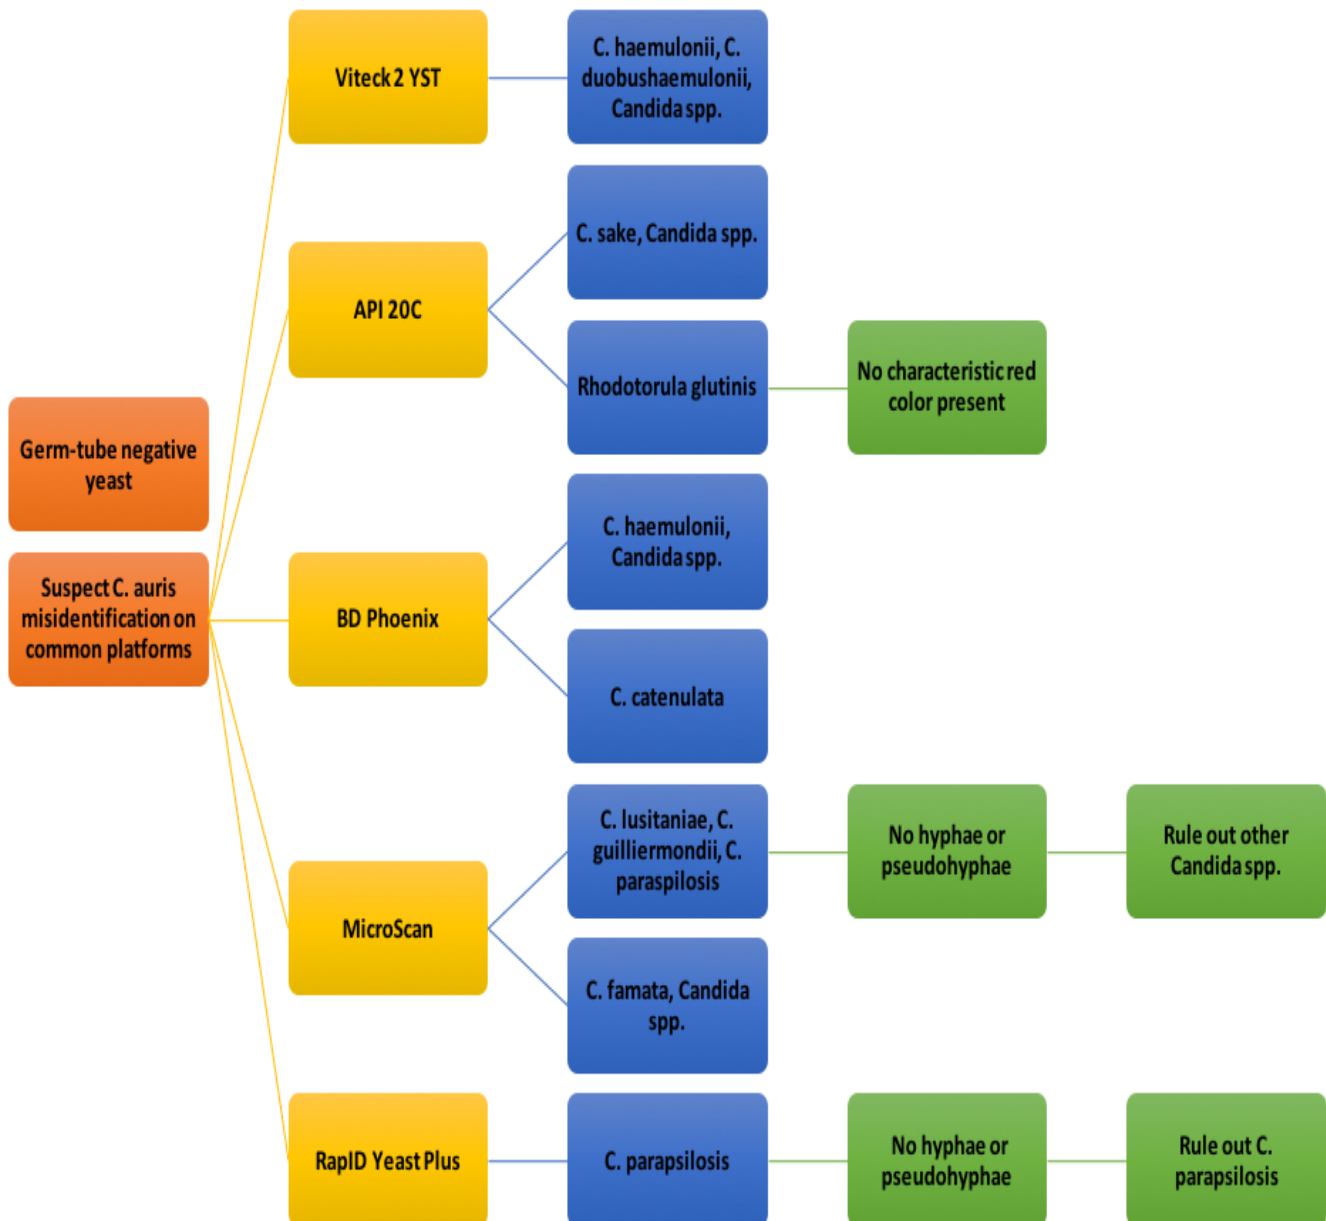 Germ-tube negative
yeast
Suspect C. auris
misidentification on
common platforms
Viteck 2 YST
C. haemulonii, C.
duobushaemulonii,
Candida spp.
API 20C
C. sake, Candida spp.
Rhodotorula glutinis
No characteristic red
color present
BD Phoenix
C. haemulonii,
Candida spp.
C. catenulata
MicroScan
C. lusitaniae, C.
guilliermondii, C.
paraspilosis
No hyphae or
pseudohyphae
Rule out other
Candida spp.
C. famata, Candida
spp.
RapID Yeast Plus
C. parapsilosis
No hyphae or
pseudohyphae
Rule out C.
parapsilosis